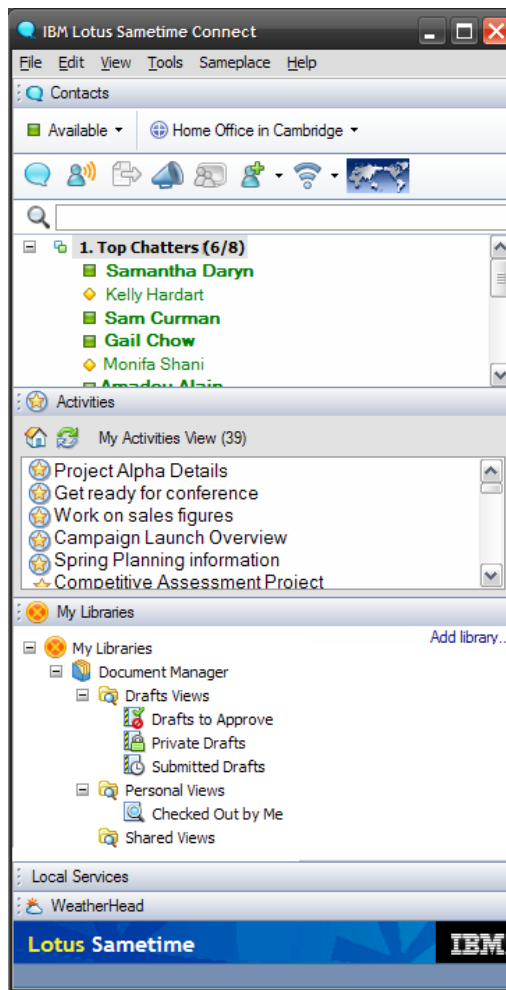 IBM Lotus Sametime Connect
File Edit View Tools Sameplace Help
Contacts
Available Home Office in Cambridge
1. Top Chatters (6/8)
Samantha Daryn
Kelly Hardart
Sam Curman
Gail Chow
Monifa Shani
Amadou Alain
Activities
My Activities View (39)
Project Alpha Details
Get ready for conference
Work on sales figures
Campaign Launch Overview
Spring Planning information
Competitive Assessment Project
My Libraries
Add library...
My Libraries
Document Manager
Drafts Views
Drafts to Approve
Private Drafts
Submitted Drafts
Personal Views
Checked Out by Me
Shared Views
Local Services
WeatherHead
Lotus Sametime IBM